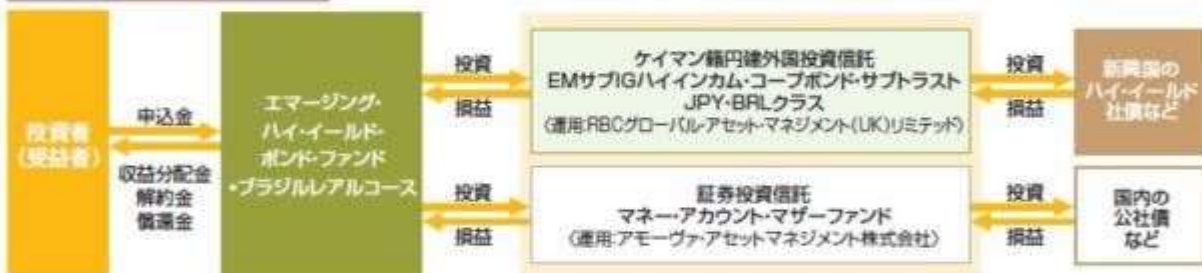 投資者
(受益者)
申込金
収益分配金
解約金
償還金
エマージング・
ハイ・イールド・
ボンド・ファンド
・ブラジルレアルコース
投資
損益
ケイマン籍円建外国投資信託
EMサブIGハイインカム・コープボンド・サブトラスト
JPY・BRLクラス
〈運用:RBCグローバル・アセット・マネジメント(UK)リミテッド〉
投資
損益
新興国の
ハイ・イールド
社債など
投資
損益
証券投資信託
マネー・アカウント・マザーファンド
〈運用:アモーヴァ・アセットマネジメント株式会社〉
投資
損益
国内の
公社債
など